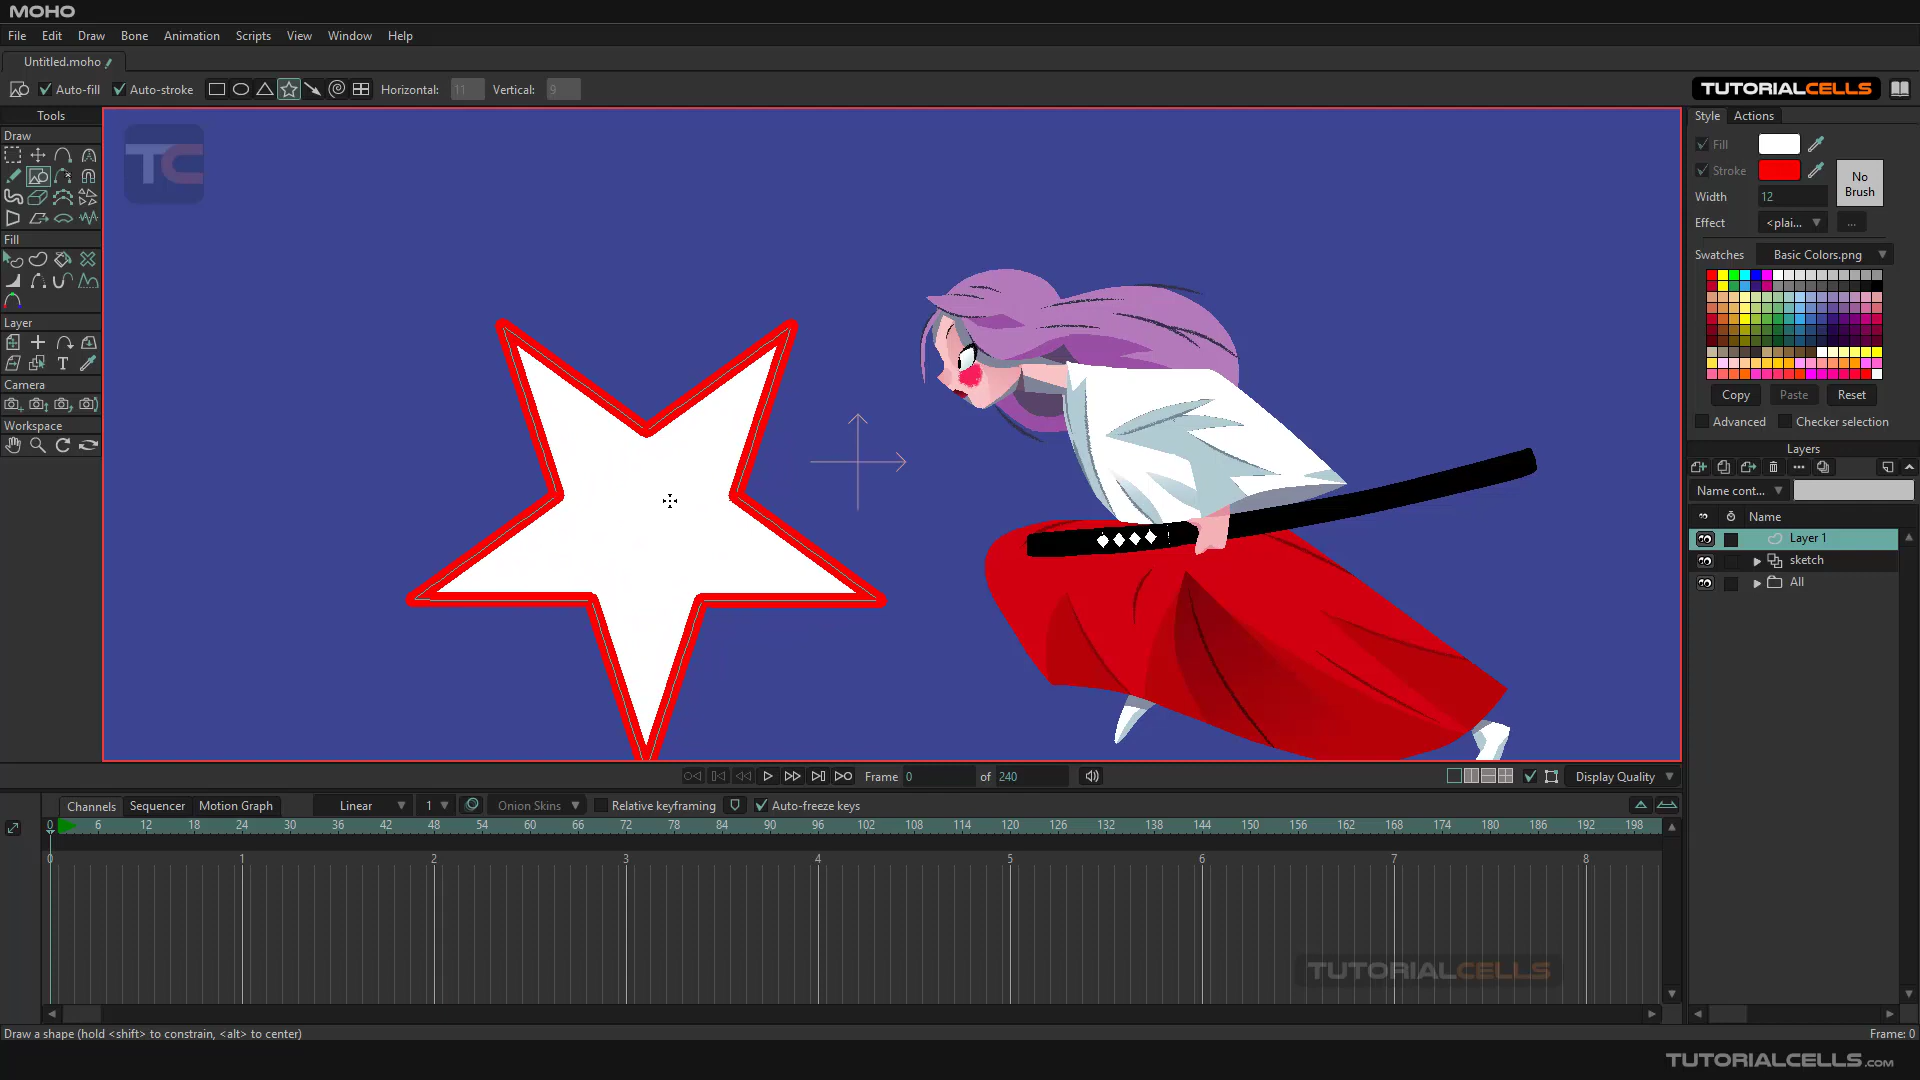 MOHO
File Edit Draw Bone Animation Scripts View Window Help
Untitled.moho
Auto-fill Auto-stroke Horizontal: 11 Vertical: 9
TUTORIALCELLS
Tools
Draw
Fill
Layer
T
Camera
Workspace
TC
Style Actions
Fill
Stroke
No Brush
Width 12
Effect <plai... ...
Swatches Basic Colors.png
Copy Paste Reset
Advanced Checker selection
Layers
Name cont...
Name
Layer 1
sketch
All
Frame 0 of 240
Display Quality
Channels Sequencer Motion Graph Linear 1 Onion Skins Relative keyframing Auto-freeze keys
0 6 12 18 24 30 36 42 48 54 60 66 72 78 84 90 96 102 108 114 120 126 132 138 144 150 156 162 168 174 180 186 192 198
0 1 2 3 4 5 6 7 8
TUTORIALCELLS
Draw a shape (hold <shift> to constrain, <alt> to center)
Frame: 0
TUTORIALCELLS.COM